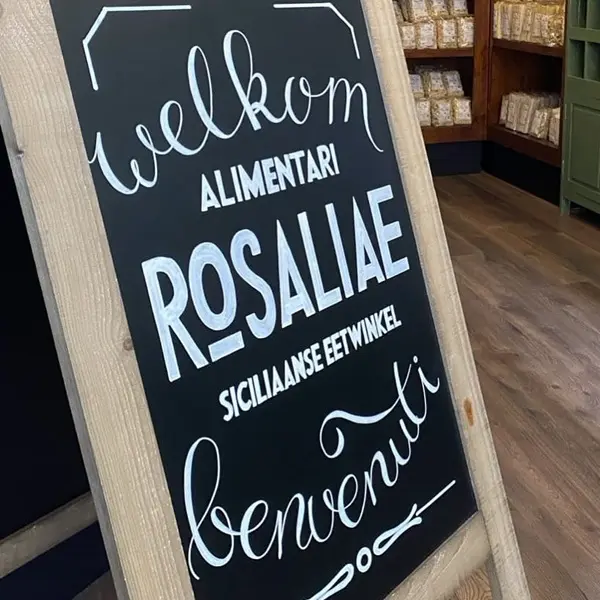 welkom
ALIMENTARI
ROSALIAE
SICILIAANSE EETWINKEL
benvenuti